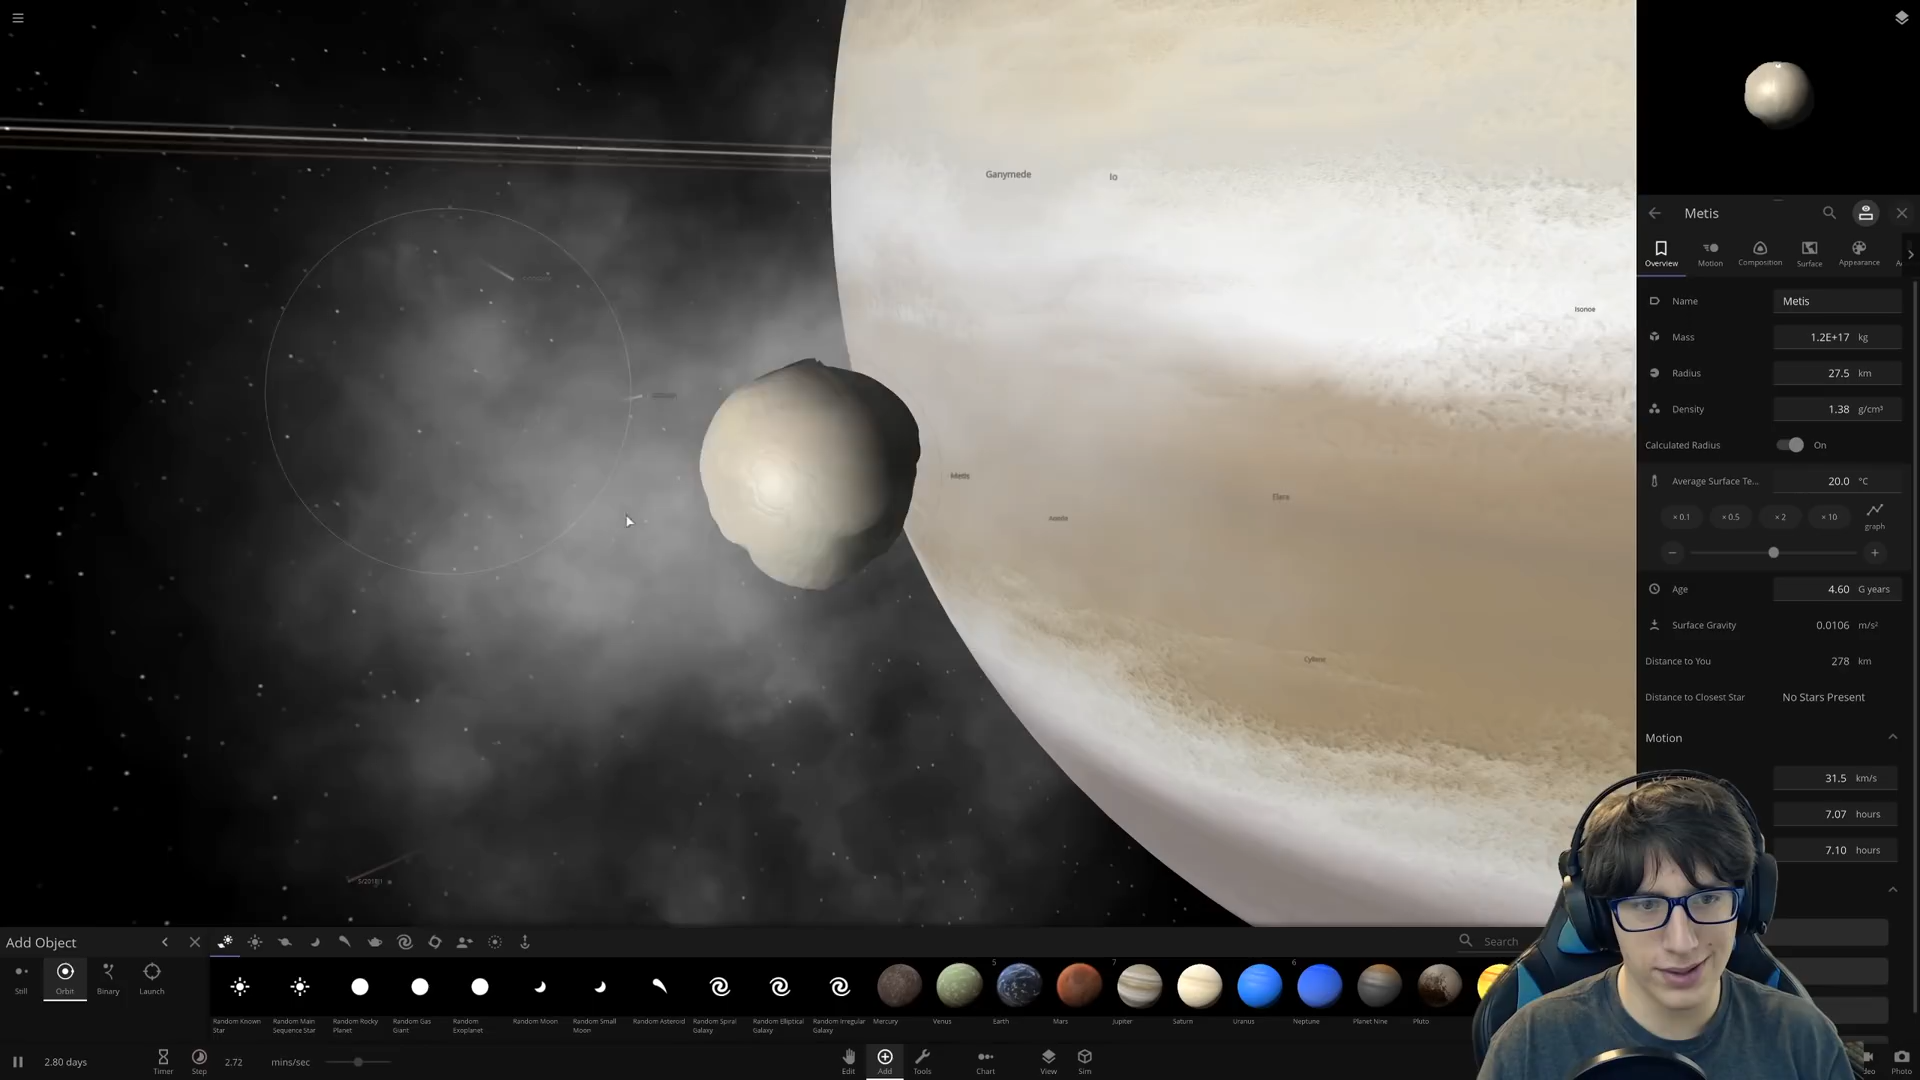 Ganymede
Io
Isonoe
Metis
Elara
Aoede
Cyllene
Metis
Overview
Motion
Composition
Surface
Appearance
Name
Metis
Mass
1.2E+17 kg
Radius
27.5 km
Density
1.38 g/cm³
Calculated Radius
On
Average Surface Te...
20.0 °C
× 0.1
× 0.5
× 2
× 10
graph
Age
4.60 G years
Surface Gravity
0.0106 m/s²
Distance to You
278 km
Distance to Closest Star
No Stars Present
Motion
31.5 km/s
7.07 hours
7.10 hours
Add Object
Search
Still
Orbit
Binary
Launch
5
7
6
Random Known Star
Random Main Sequence Star
Random Rocky Planet
Random Gas Giant
Random Exoplanet
Random Moon
Random Small Moon
Random Asteroid
Random Spiral Galaxy
Random Elliptical Galaxy
Random Irregular Galaxy
Mercury
Venus
Earth
Mars
Jupiter
Saturn
Uranus
Neptune
Planet Nine
Pluto
2.80 days
Timer
Step
2.72 mins/sec
Edit
Add
Tools
Chart
View
Sim
Photo